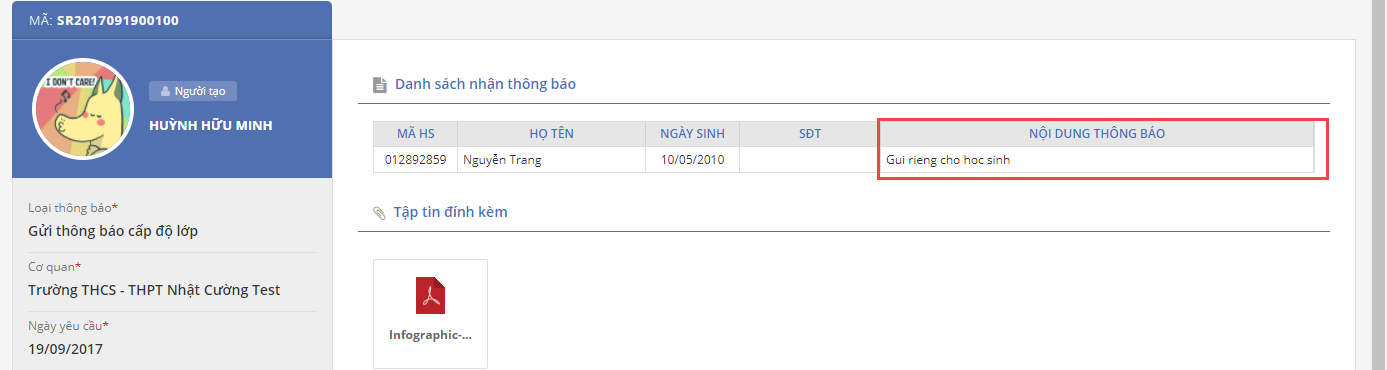 MÃ: SR2017091900100
I DON'T CARE!
Người tạo
HUỲNH HỮU MINH
Loại thông báo*
Gửi thông báo cấp độ lớp
Cơ quan*
Trường THCS - THPT Nhật Cường Test
Ngày yêu cầu*
19/09/2017
Danh sách nhận thông báo
MÃ HS HỌ TÊN NGÀY SINH SĐT NỘI DUNG THÔNG BÁO
012892859 Nguyễn Trang 10/05/2010 Gui rieng cho hoc sinh
Tập tin đính kèm
Infographic-...